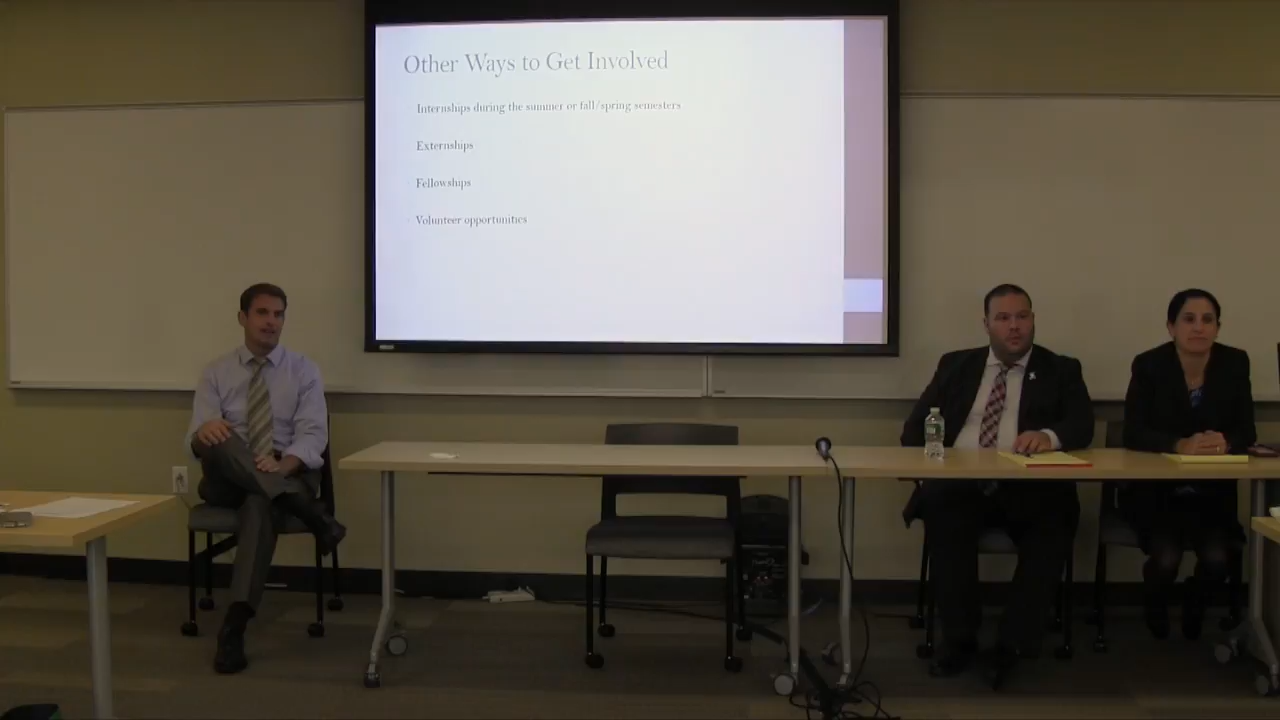 Other Ways to Get Involved
Internships during the summer or fall/spring semesters
Externships
Fellowships
Volunteer opportunities